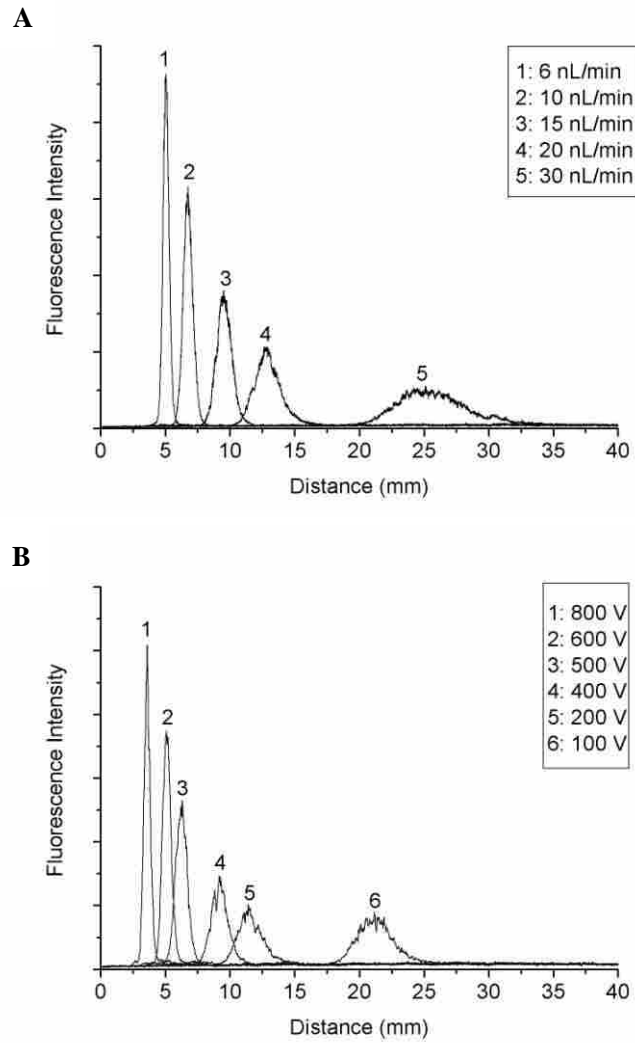 A
1
2
3
4
5
1: 6 nL/min
2: 10 nL/min
3: 15 nL/min
4: 20 nL/min
5: 30 nL/min
Fluorescence Intensity
0 5 10 15 20 25 30 35 40
Distance (mm)
B
1
2
3
4
5
6
1: 800 V
2: 600 V
3: 500 V
4: 400 V
5: 200 V
6: 100 V
Fluorescence Intensity
0 5 10 15 20 25 30 35 40
Distance (mm)